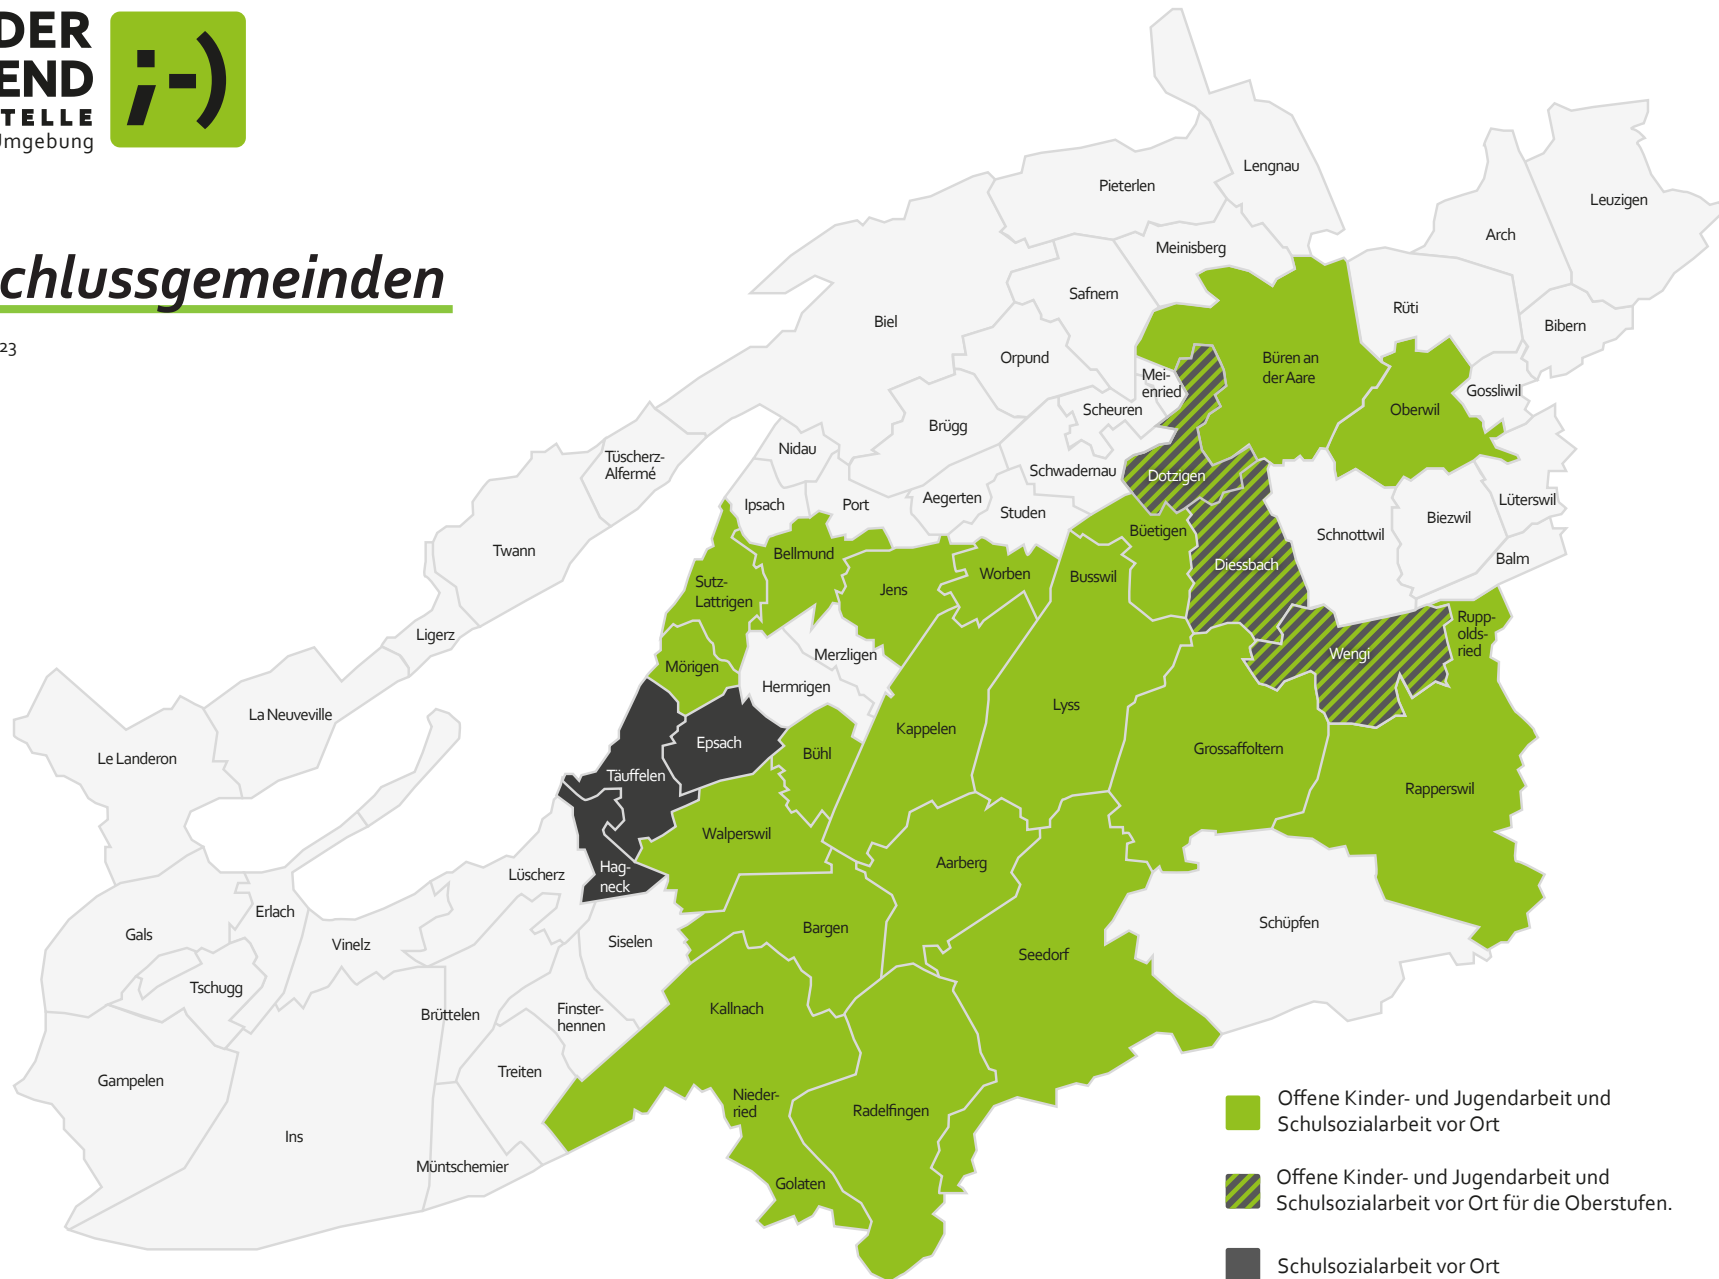 DER
END
TELLE
Umgebung
;-)
chlussgemeinden
23
Lengnau
Pieterlen
Leuzigen
Arch
Meinisberg
Safnern
Rüti
Biel
Bibern
Orpund
Büren an
der Aare
Mei-
enried
Gossliwil
Scheuren
Oberwil
Brügg
Nidau
Tüscherz-
Alfermé
Schwadernau
Dotzigen
Aegerten
Lüterswil
Ipsach
Port
Studen
Biezwil
Büetigen
Schnottwil
Twann
Bellmund
Balm
Diessbach
Worben
Busswil
Sutz-
Lattrigen
Jens
Rupp-
olds-
ried
Ligerz
Merzligen
Wengi
Mörigen
Hermrigen
La Neuveville
Lyss
Kappelen
Epsach
Grossaffoltern
Bühl
Le Landeron
Täuffelen
Rapperswil
Walperswil
Aarberg
Lüscherz
Hag-
neck
Erlach
Schüpfen
Bargen
Gals
Siselen
Vinelz
Seedorf
Tschugg
Kallnach
Brüttelen
Finster-
hennen
Treiten
Gampelen
Nieder-
ried
Radelfingen
Ins
Müntschemier
Golaten
Offene Kinder- und Jugendarbeit und
Schulsozialarbeit vor Ort
Offene Kinder- und Jugendarbeit und
Schulsozialarbeit vor Ort für die Oberstufen.
Schulsozialarbeit vor Ort